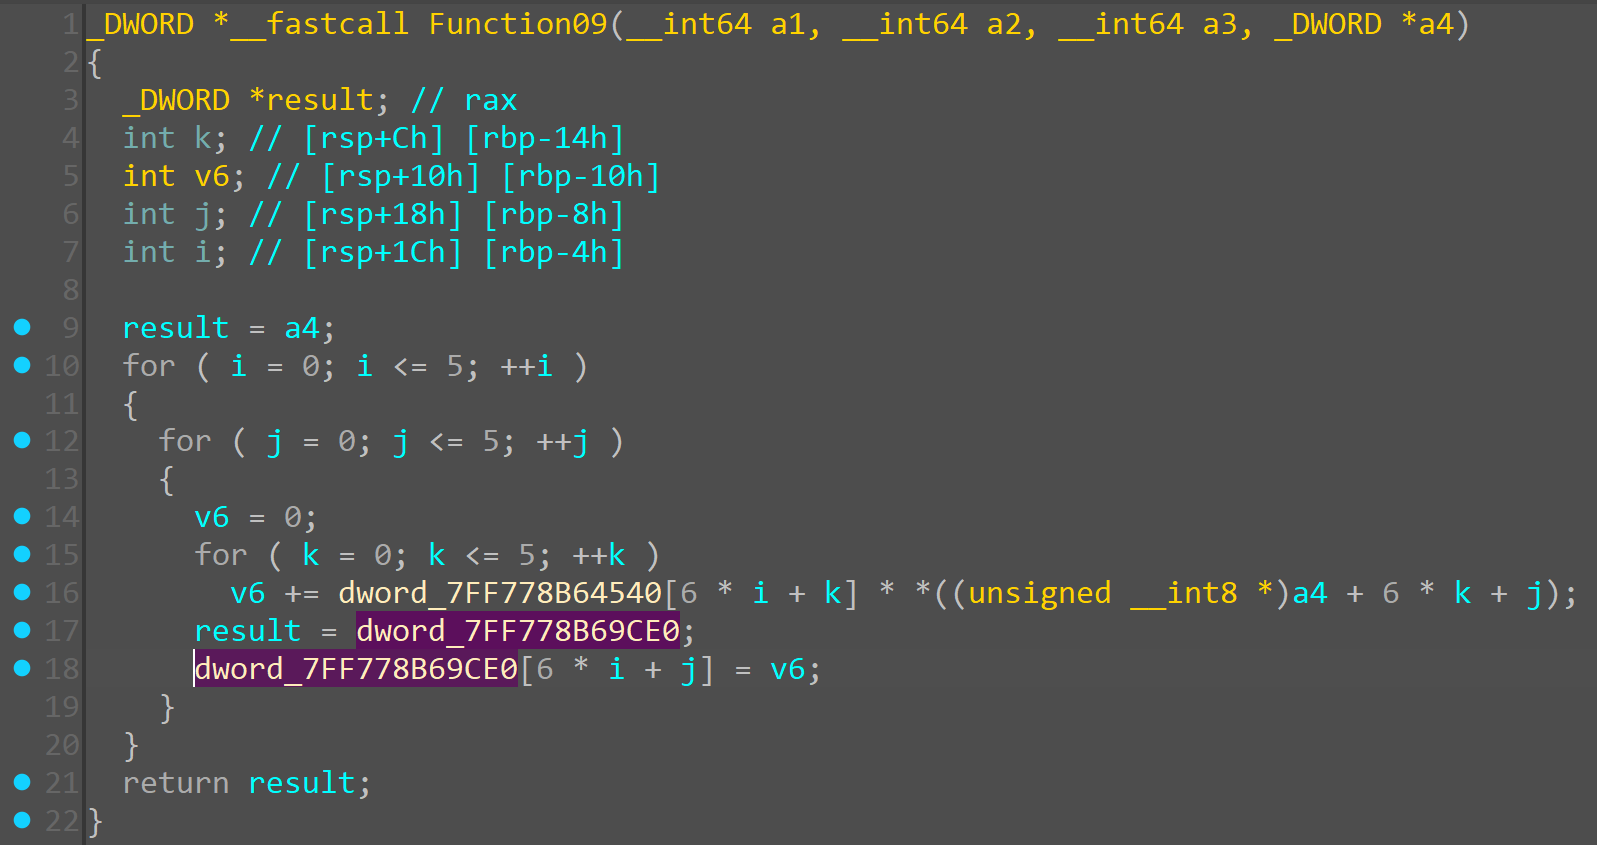 1 _DWORD *__fastcall Function09(__int64 a1, __int64 a2, __int64 a3, _DWORD *a4)
2 {
3   _DWORD *result; // rax
4   int k; // [rsp+Ch] [rbp-14h]
5   int v6; // [rsp+10h] [rbp-10h]
6   int j; // [rsp+18h] [rbp-8h]
7   int i; // [rsp+1Ch] [rbp-4h]
8
9   result = a4;
10   for ( i = 0; i <= 5; ++i )
11   {
12     for ( j = 0; j <= 5; ++j )
13     {
14       v6 = 0;
15       for ( k = 0; k <= 5; ++k )
16         v6 += dword_7FF778B64540[6 * i + k] * *((unsigned __int8 *)a4 + 6 * k + j);
17       result = dword_7FF778B69CE0;
18       dword_7FF778B69CE0[6 * i + j] = v6;
19     }
20   }
21   return result;
22 }